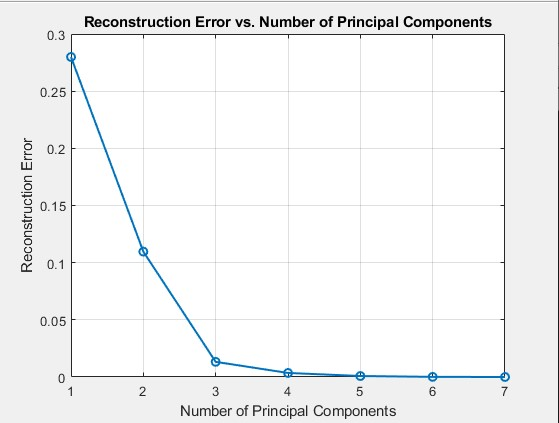 Reconstruction Error vs. Number of Principal Components
0.3
0.25
0.2
0.15
0.1
0.05
0
Reconstruction Error
1 2 3 4 5 6 7
Number of Principal Components